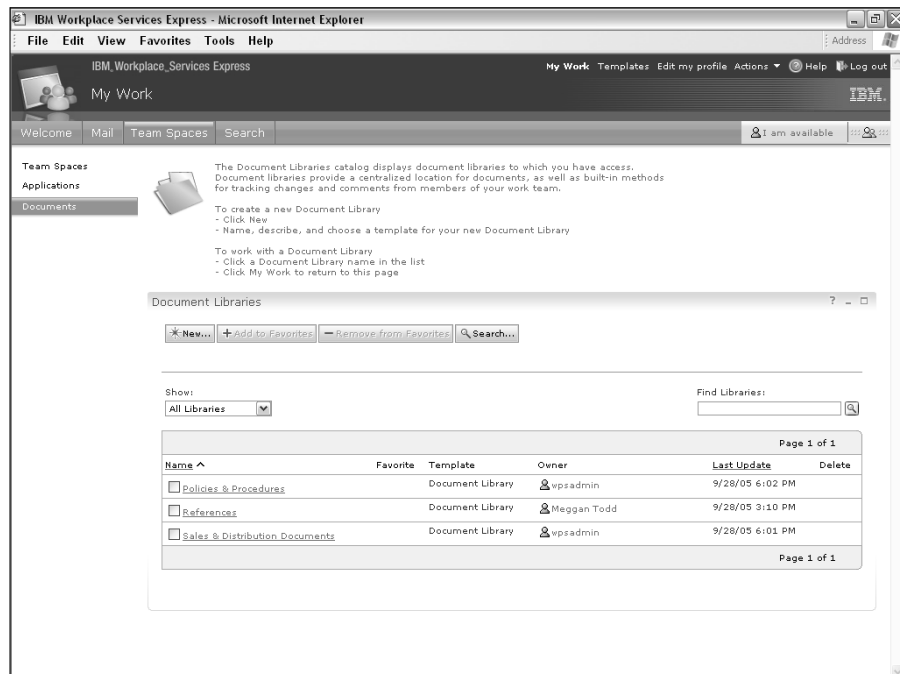 IBM Workplace Services Express - Microsoft Internet Explorer
File Edit View Favorites Tools Help Address
IBM_Workplace_Services Express My Work Templates Edit my profile Actions Help Log out
My Work IBM.
Welcome Mail Team Spaces Search I am available
Team Spaces
Applications
Documents
The Document Libraries catalog displays document libraries to which you have access.
Document libraries provide a centralized location for documents, as well as built-in methods
for tracking changes and comments from members of your work team.
To create a new Document Library
- Click New
- Name, describe, and choose a template for your new Document Library
To work with a Document Library
- Click a Document Library name in the list
- Click My Work to return to this page
Document Libraries ?
New... Add to Favorites Remove from Favorites Search...
Show: Find Libraries:
All Libraries
Page 1 of 1
Name Favorite Template Owner Last Update Delete
Policies & Procedures Document Library wpsadmin 9/28/05 6:02 PM
References Document Library Meggan Todd 9/28/05 3:10 PM
Sales & Distribution Documents Document Library wpsadmin 9/28/05 6:01 PM
Page 1 of 1